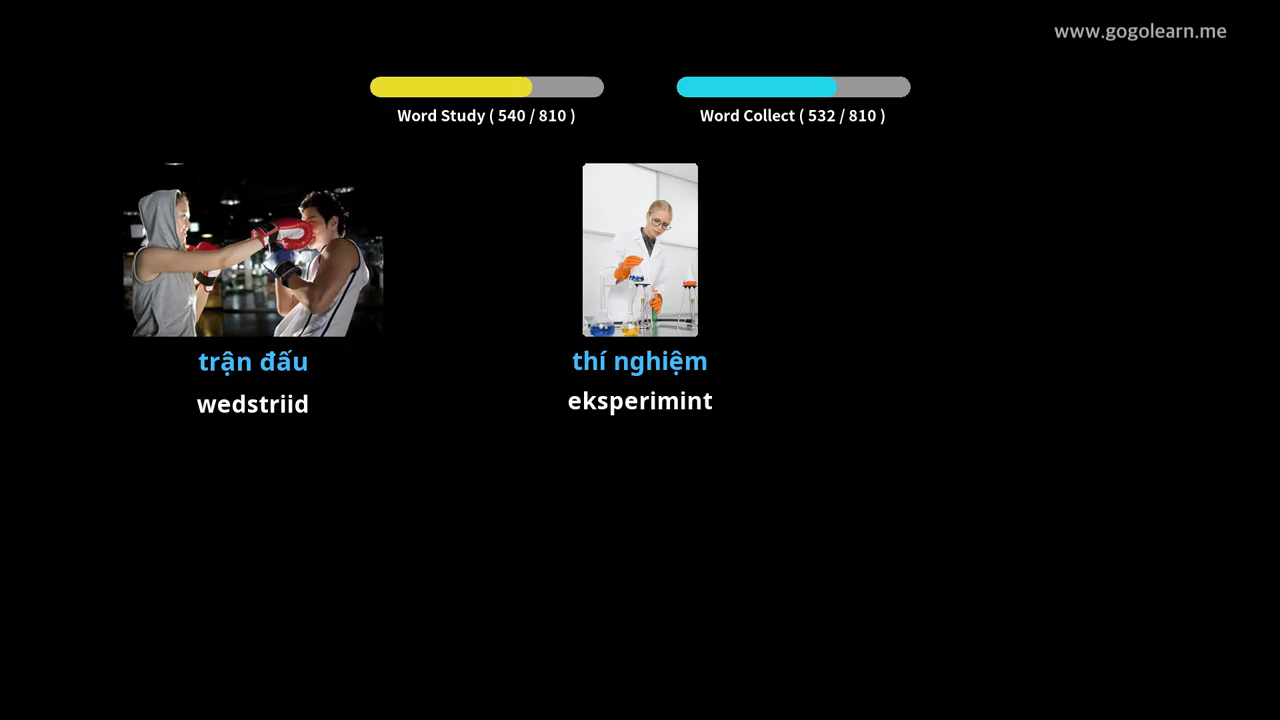 www.gogolearn.me
Word Study ( 540 / 810 )
Word Collect ( 532 / 810 )
trận đấu
wedstriid
thí nghiệm
eksperimint